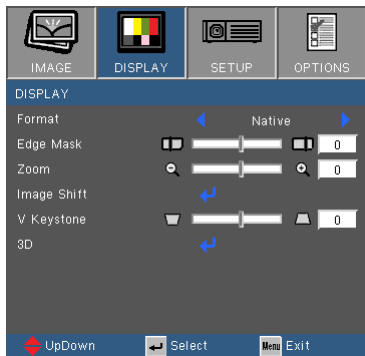 IMAGE DISPLAY SETUP OPTIONS
DISPLAY
Format Native
Edge Mask 0
Zoom 0
Image Shift
V Keystone 0
3D
UpDown Select Menu Exit